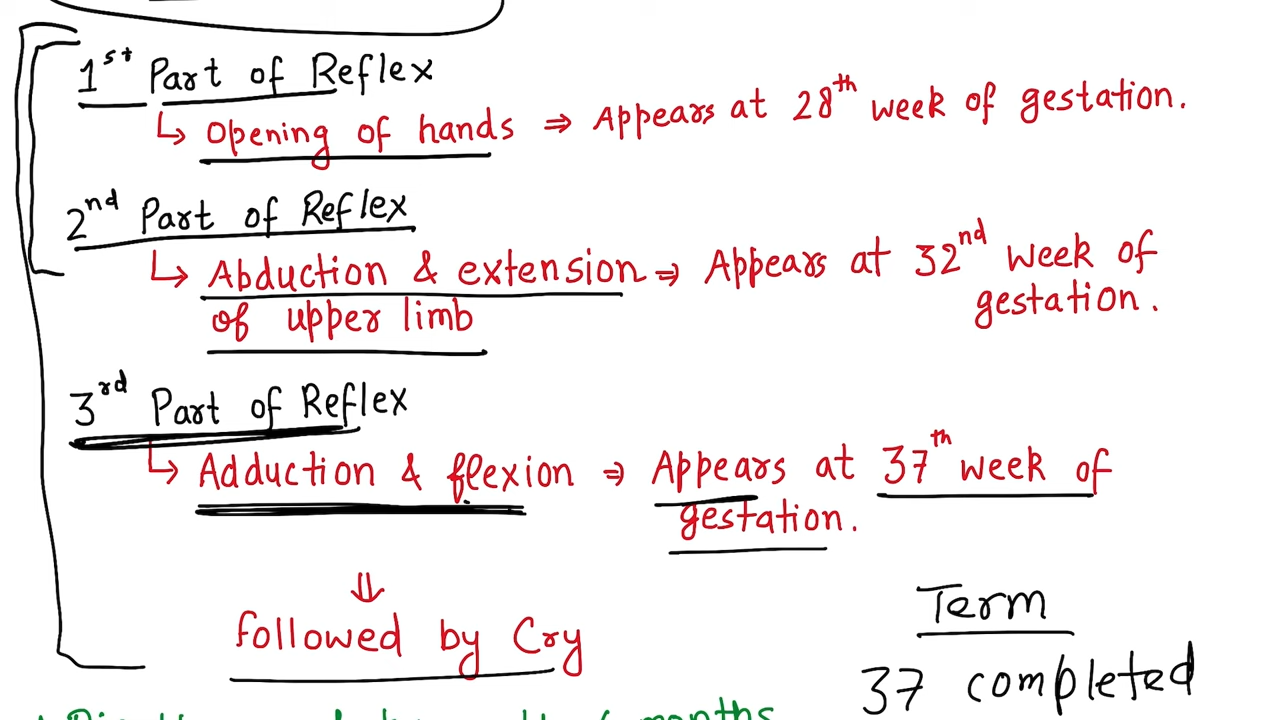 1st Part of Reflex
↳ Opening of hands ⇒ Appears at 28th week of gestation.
2nd Part of Reflex
↳ Abduction & extension ⇒ Appears at 32nd week of
of upper limb gestation.
3rd Part of Reflex
↳ Adduction & flexion ⇒ Appears at 37th week of
gestation.
⇓
Term
followed by Cry
37 completed
months